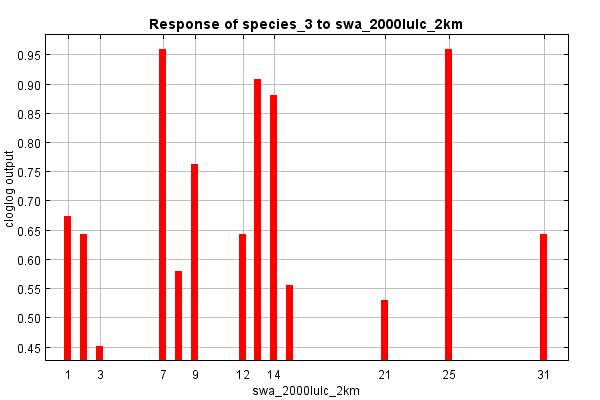 Response of species_3 to swa_2000lulc_2km
cloglog output
0.95
0.90
0.85
0.80
0.75
0.70
0.65
0.60
0.55
0.50
0.45
1 3 7 9 12 14 21 25 31
swa_2000lulc_2km